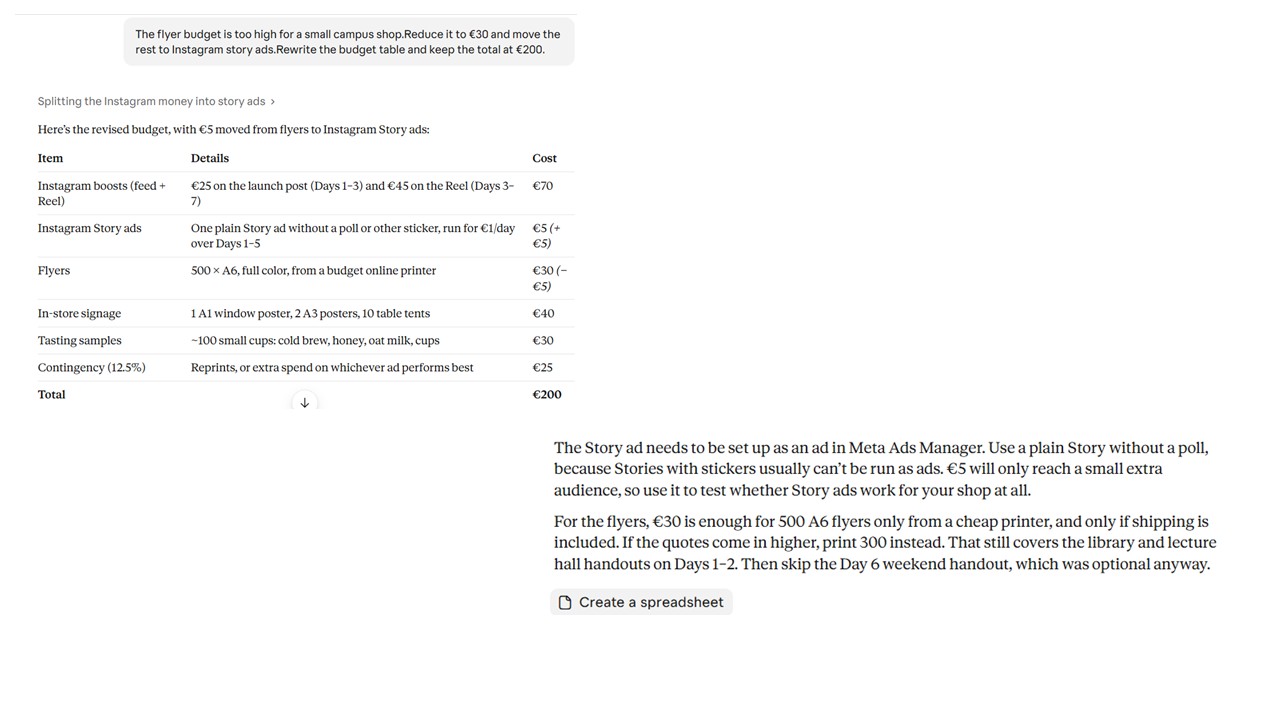 The flyer budget is too high for a small campus shop.Reduce it to €30 and move the
rest to Instagram story ads.Rewrite the budget table and keep the total at €200.
Splitting the Instagram money into story ads >
Here's the revised budget, with €5 moved from flyers to Instagram Story ads:
Item Details Cost
Instagram boosts (feed + €25 on the launch post (Days 1–3) and €45 on the Reel (Days 3– €70
Reel) 7)
Instagram Story ads One plain Story ad without a poll or other sticker, run for €1/day €5 (+
over Days 1–5 €5)
Flyers 500 × A6, full color, from a budget online printer €30 (–
€5)
In-store signage 1 A1 window poster, 2 A3 posters, 10 table tents €40
Tasting samples ~100 small cups: cold brew, honey, oat milk, cups €30
Contingency (12.5%) Reprints, or extra spend on whichever ad performs best €25
Total €200
The Story ad needs to be set up as an ad in Meta Ads Manager. Use a plain Story without a poll,
because Stories with stickers usually can't be run as ads. €5 will only reach a small extra
audience, so use it to test whether Story ads work for your shop at all.
For the flyers, €30 is enough for 500 A6 flyers only from a cheap printer, and only if shipping is
included. If the quotes come in higher, print 300 instead. That still covers the library and lecture
hall handouts on Days 1–2. Then skip the Day 6 weekend handout, which was optional anyway.
Create a spreadsheet